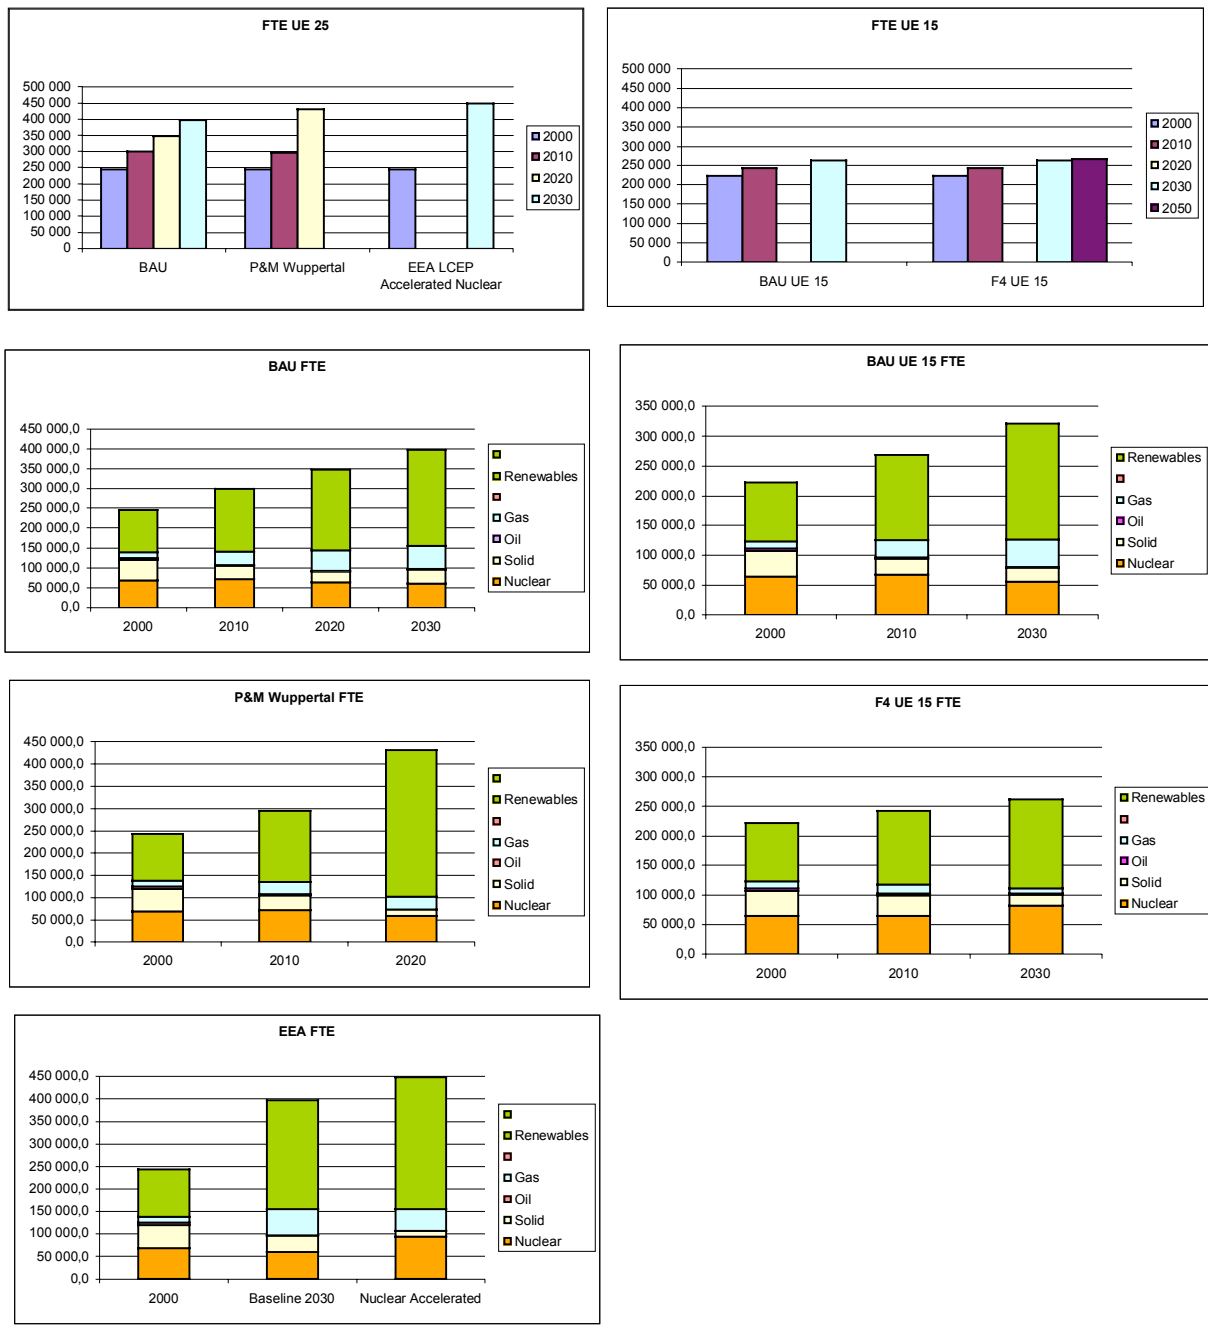 FTE UE 25
500 000
450 000
400 000
350 000
300 000
250 000
200 000
150 000
100 000
50 000
0
BAU
P&M Wuppertal
EEA LCEP
Accelerated Nuclear
2000
2010
2020
2030
FTE UE 15
500 000
450 000
400 000
350 000
300 000
250 000
200 000
150 000
100 000
50 000
0
BAU UE 15
F4 UE 15
2000
2010
2020
2030
2050
BAU FTE
450 000,0
400 000,0
350 000,0
300 000,0
250 000,0
200 000,0
150 000,0
100 000,0
50 000,0
0,0
2000
2010
2020
2030
Renewables
Gas
Oil
Solid
Nuclear
BAU UE 15 FTE
350 000,0
300 000,0
250 000,0
200 000,0
150 000,0
100 000,0
50 000,0
0,0
2000
2010
2030
Renewables
Gas
Oil
Solid
Nuclear
P&M Wuppertal FTE
450 000,0
400 000,0
350 000,0
300 000,0
250 000,0
200 000,0
150 000,0
100 000,0
50 000,0
0,0
2000
2010
2020
Renewables
Gas
Oil
Solid
Nuclear
F4 UE 15 FTE
350 000,0
300 000,0
250 000,0
200 000,0
150 000,0
100 000,0
50 000,0
0,0
2000
2010
2030
Renewables
Gas
Oil
Solid
Nuclear
EEA FTE
450 000,0
400 000,0
350 000,0
300 000,0
250 000,0
200 000,0
150 000,0
100 000,0
50 000,0
0,0
2000
Baseline 2030
Nuclear Accelerated
Renewables
Gas
Oil
Solid
Nuclear